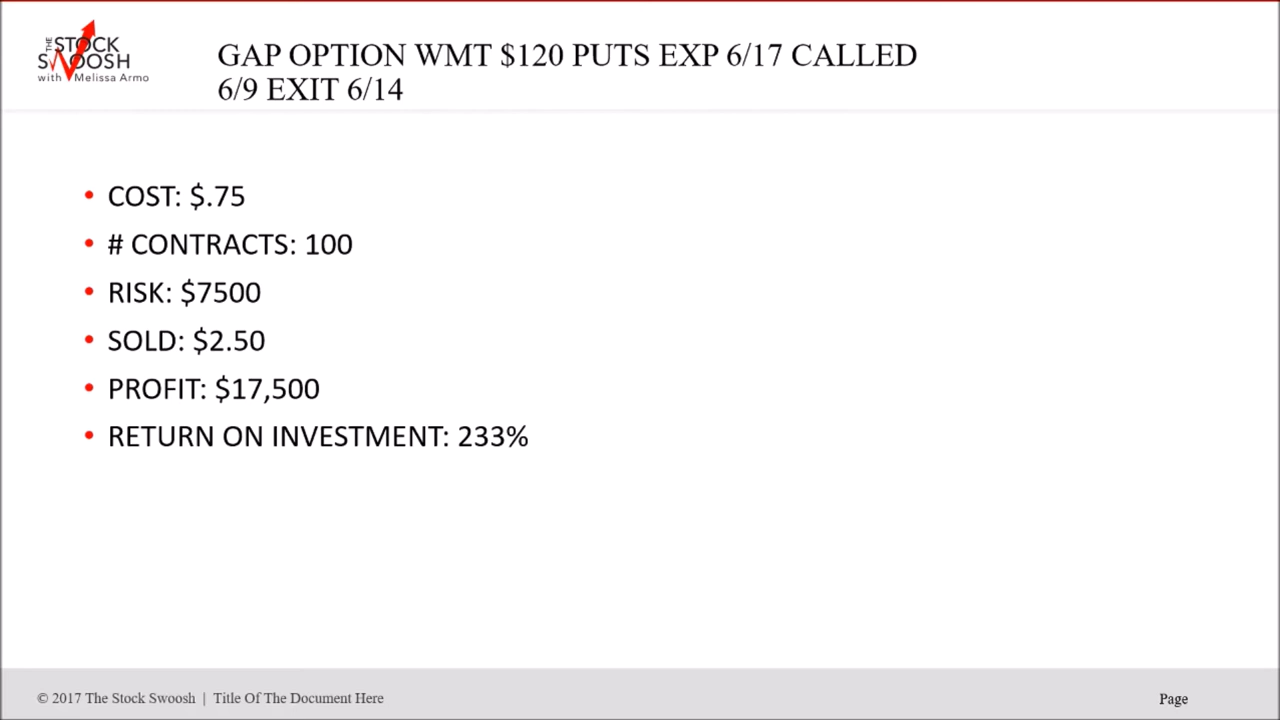 THE
STOCK
SWOOSH
with Melissa Armo
GAP OPTION WMT $120 PUTS EXP 6/17 CALLED
6/9 EXIT 6/14
• COST: $.75
• # CONTRACTS: 100
• RISK: $7500
• SOLD: $2.50
• PROFIT: $17,500
• RETURN ON INVESTMENT: 233%
© 2017 The Stock Swoosh | Title Of The Document Here
Page